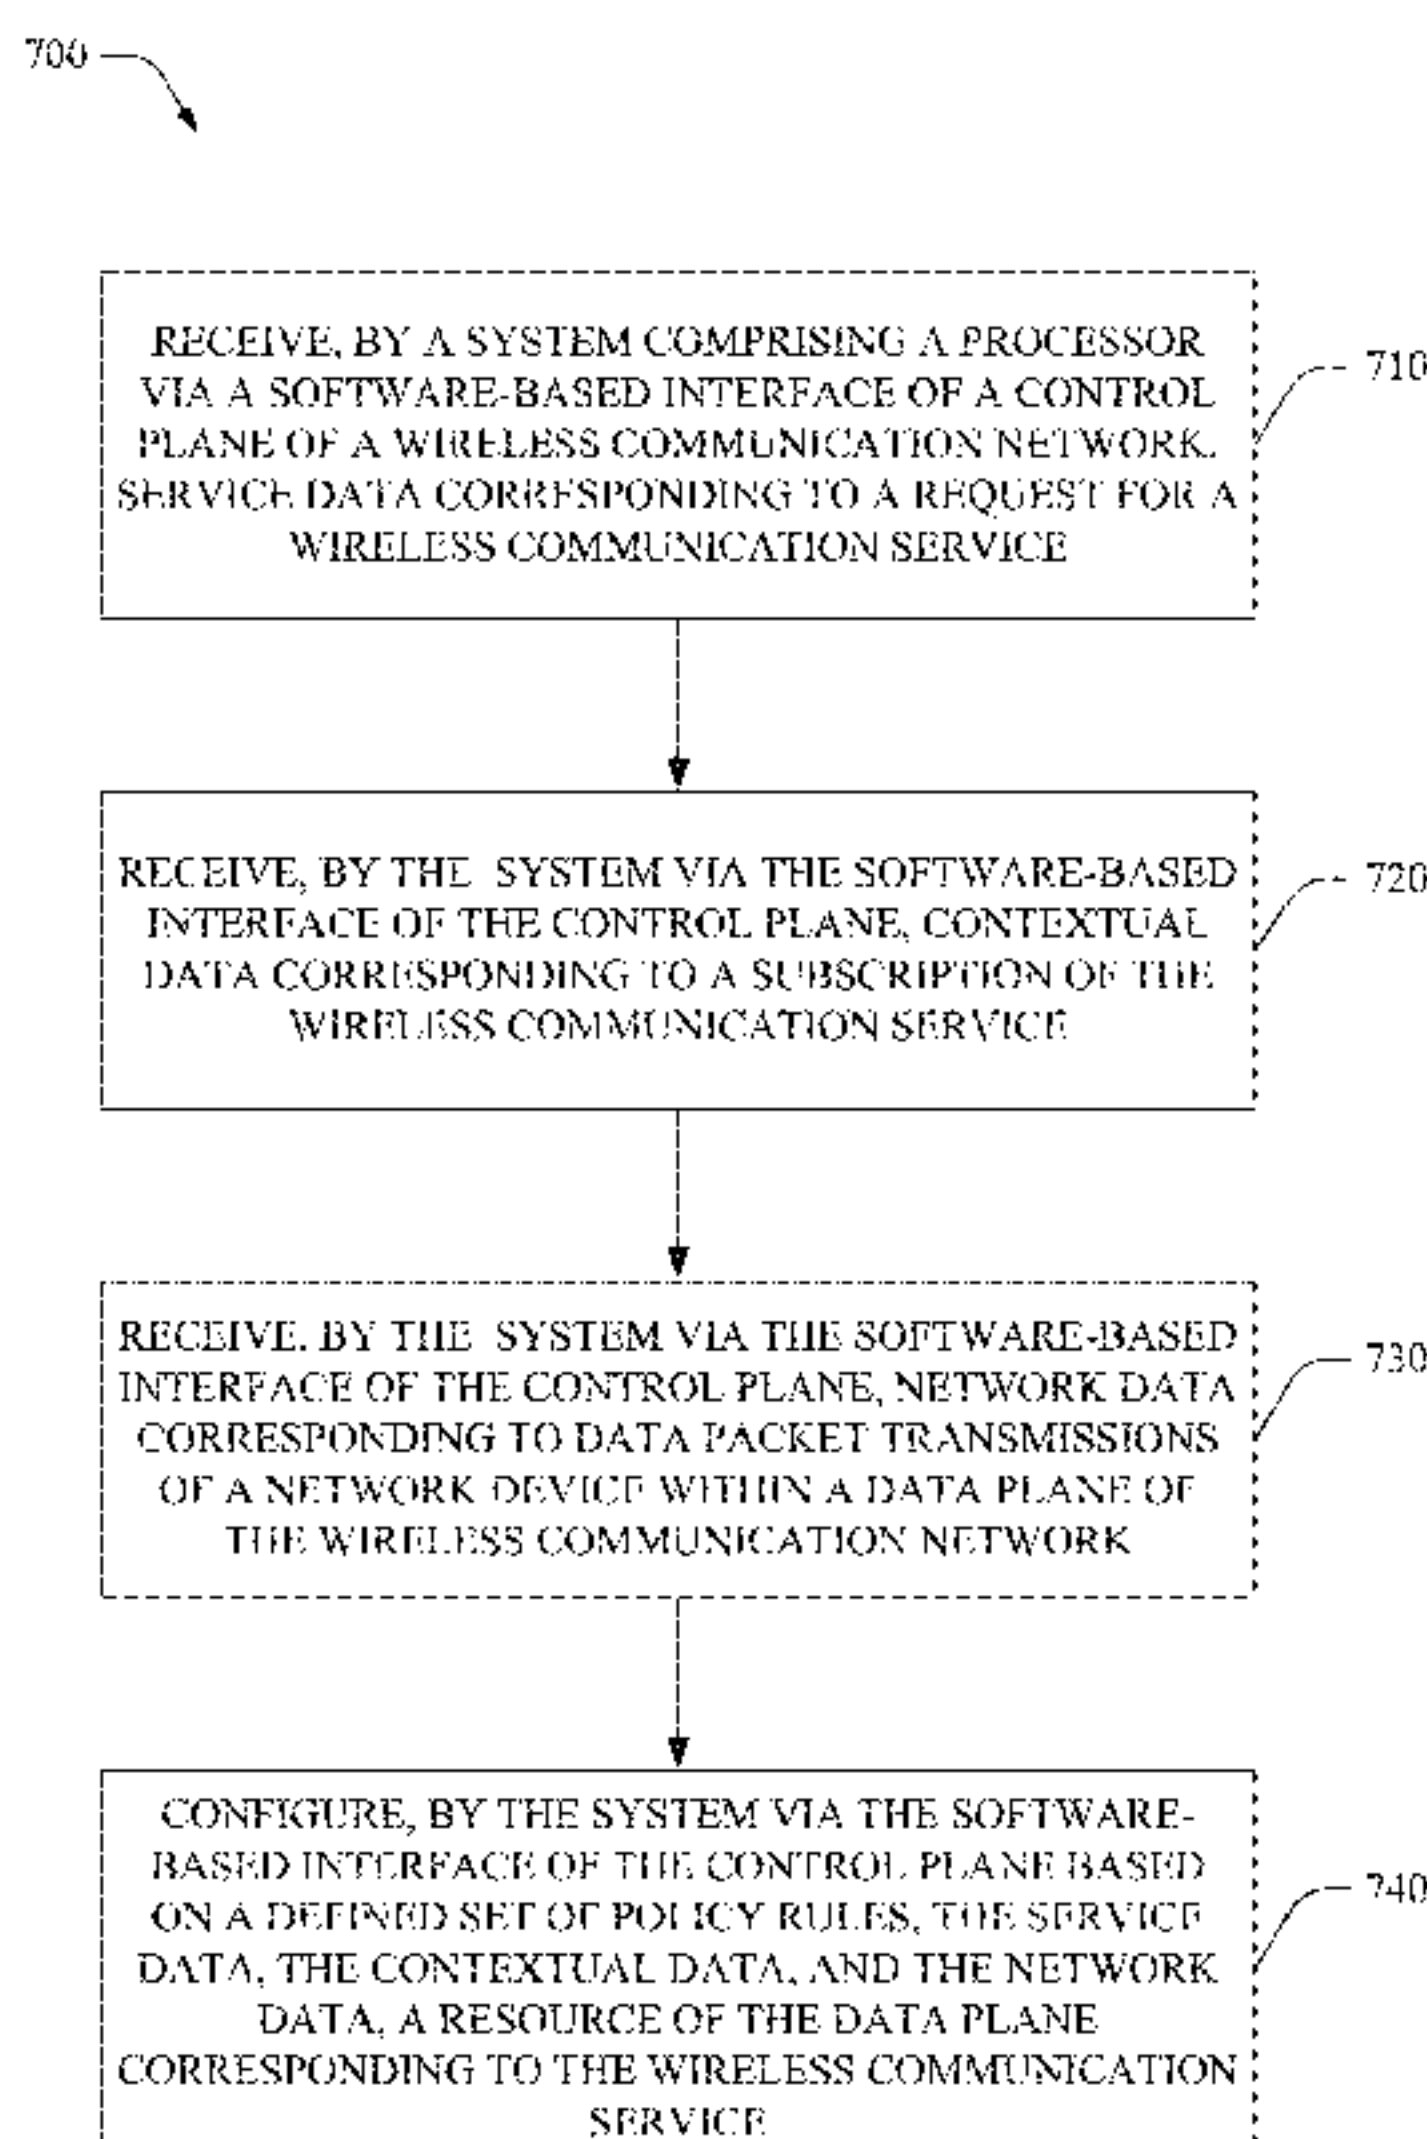 700
RECEIVE, BY A SYSTEM COMPRISING A PROCESSOR
VIA A SOFTWARE-BASED INTERFACE OF A CONTROL
PLANE OF A WIRELESS COMMUNICATION NETWORK,
SERVICE DATA CORRESPONDING TO A REQUEST FOR A
WIRELESS COMMUNICATION SERVICE
710
RECEIVE, BY THE SYSTEM VIA THE SOFTWARE-BASED
INTERFACE OF THE CONTROL PLANE, CONTEXTUAL
DATA CORRESPONDING TO A SUBSCRIPTION OF THE
WIRELESS COMMUNICATION SERVICE
720
RECEIVE, BY THE SYSTEM VIA THE SOFTWARE-BASED
INTERFACE OF THE CONTROL PLANE, NETWORK DATA
CORRESPONDING TO DATA PACKET TRANSMISSIONS
OF A NETWORK DEVICE WITHIN A DATA PLANE OF
THE WIRELESS COMMUNICATION NETWORK
730
CONFIGURE, BY THE SYSTEM VIA THE SOFTWARE-
BASED INTERFACE OF THE CONTROL PLANE BASED
ON A DEFINED SET OF POLICY RULES, THE SERVICE
DATA, THE CONTEXTUAL DATA, AND THE NETWORK
DATA, A RESOURCE OF THE DATA PLANE
CORRESPONDING TO THE WIRELESS COMMUNICATION
SERVICE
740